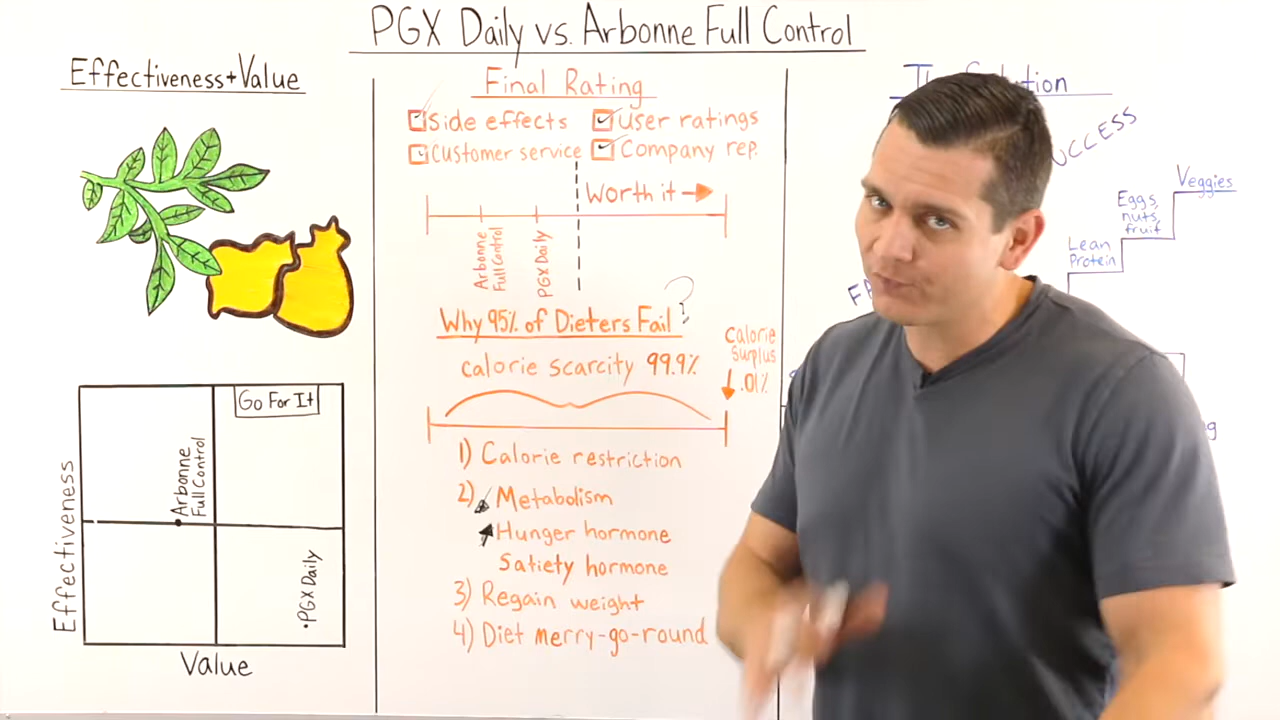 PGX Daily vs. Arbonne Full Control
Effectiveness+Value
Go For It
Arbonne
Full Control
PGX Daily
Effectiveness
Value
Final Rating
Side effects
User ratings
Customer service
Company rep.
Worth it
Arbonne
Full Control
PGX Daily
Why 95% of Dieters Fail?
calorie scarcity 99.9%
Calorie
Surplus
.01%
1) Calorie restriction
2) Metabolism
Hunger hormone
Satiety hormone
3) Regain weight
4) Diet merry-go-round
Veggies
Eggs,
nuts,
fruit
Lean
Protein